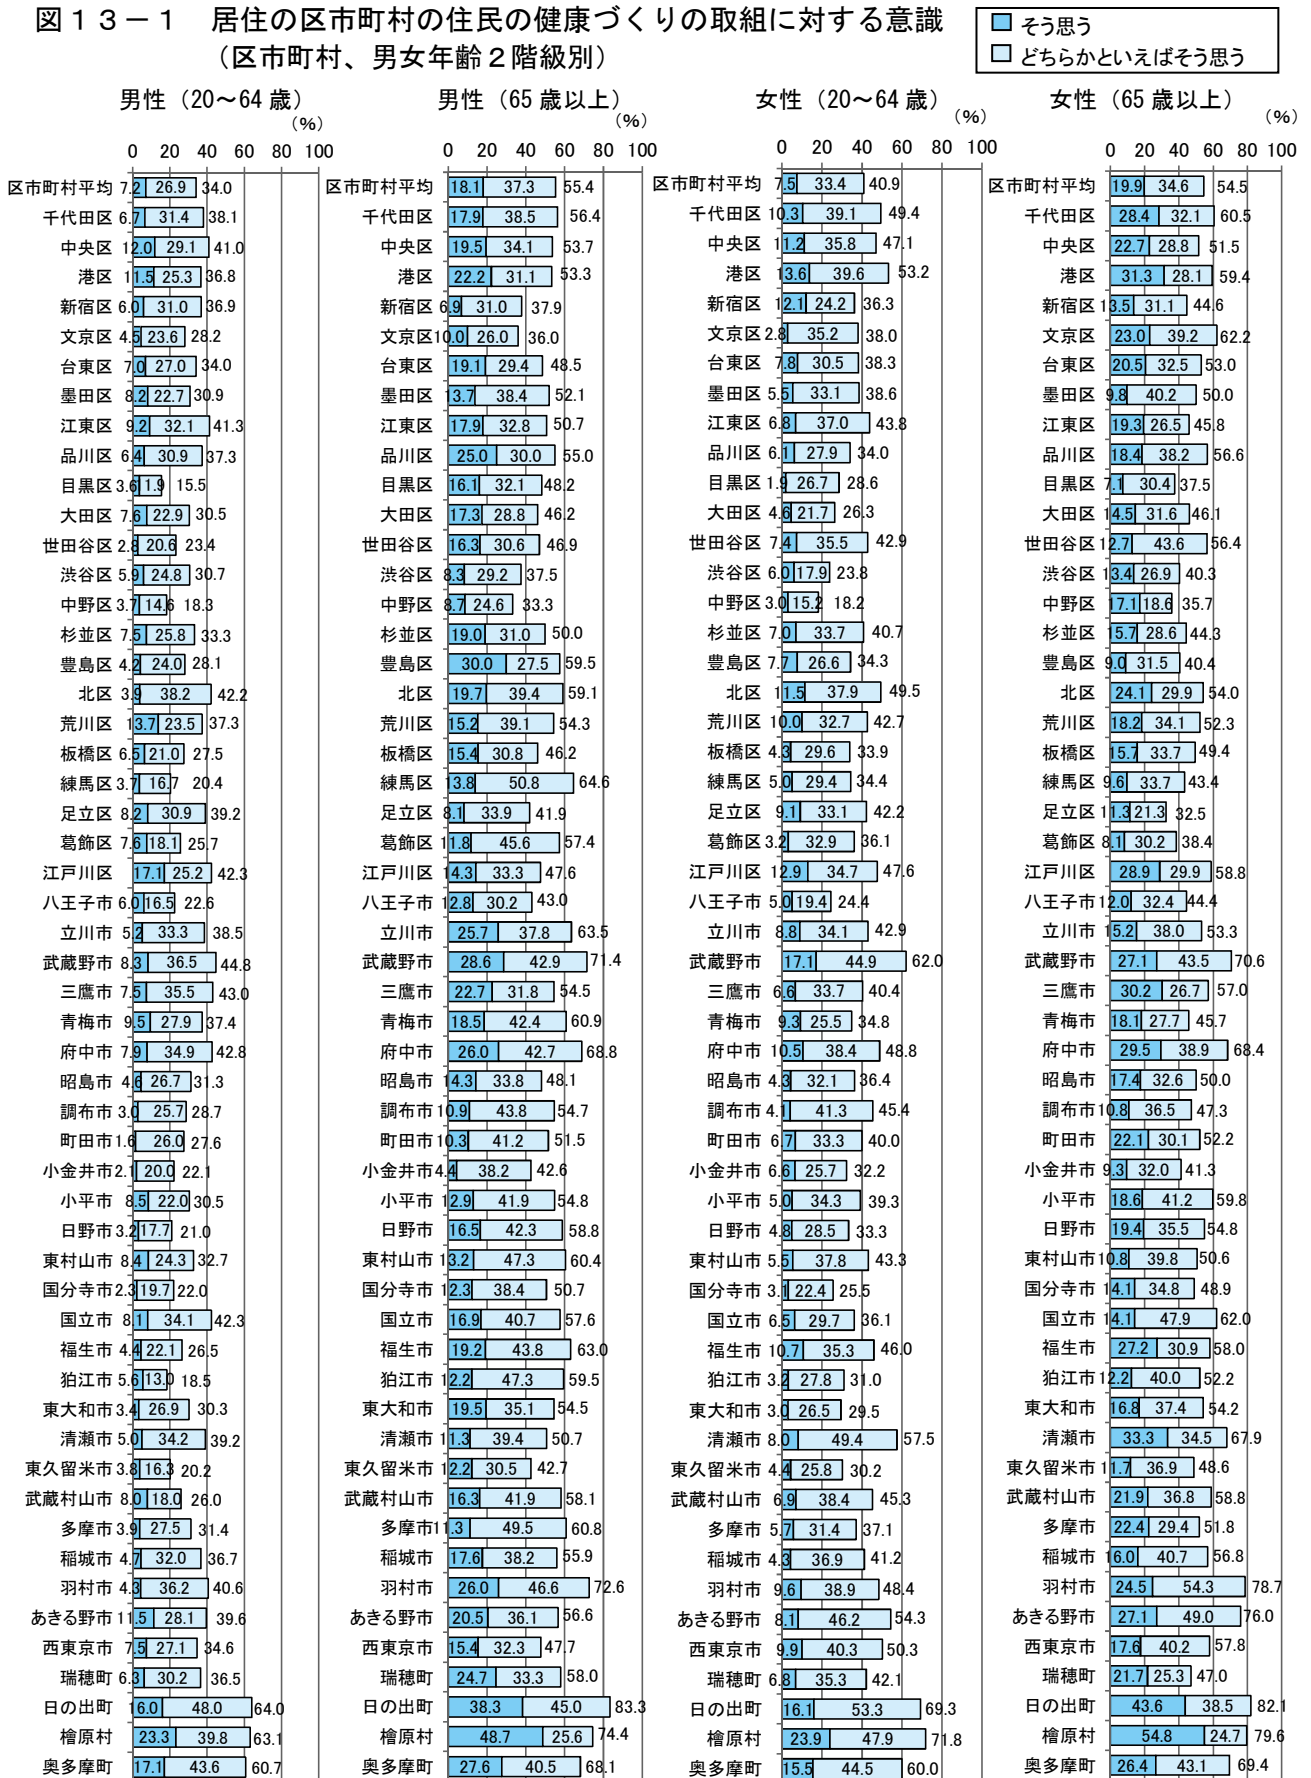 図１３－１　居住の区市町村の住民の健康づくりの取組に対する意識
（区市町村、男女年齢２階級別）
そう思う
どちらかといえばそう思う
男性（20～64 歳）
（%）
0 20 40 60 80 100
区市町村平均 7.2 26.9 34.0
千代田区 6.7 31.4 38.1
中央区 12.0 29.1 41.0
港区 11.5 25.3 36.8
新宿区 6.0 31.0 36.9
文京区 4.5 23.6 28.2
台東区 7.0 27.0 34.0
墨田区 8.2 22.7 30.9
江東区 9.2 32.1 41.3
品川区 6.4 30.9 37.3
目黒区 3.6 1.9 15.5
大田区 7.6 22.9 30.5
世田谷区 2.8 20.6 23.4
渋谷区 5.9 24.8 30.7
中野区 3.7 14.6 18.3
杉並区 7.5 25.8 33.3
豊島区 4.2 24.0 28.1
北区 3.9 38.2 42.2
荒川区 13.7 23.5 37.3
板橋区 6.5 21.0 27.5
練馬区 3.7 16.7 20.4
足立区 8.2 30.9 39.2
葛飾区 7.6 18.1 25.7
江戸川区 17.1 25.2 42.3
八王子市 6.0 16.5 22.6
立川市 5.2 33.3 38.5
武蔵野市 8.3 36.5 44.8
三鷹市 7.5 35.5 43.0
青梅市 9.5 27.9 37.4
府中市 7.9 34.9 42.8
昭島市 4.6 26.7 31.3
調布市 3.0 25.7 28.7
町田市 1.6 26.0 27.6
小金井市 2.1 20.0 22.1
小平市 8.5 22.0 30.5
日野市 3.2 17.7 21.0
東村山市 8.4 24.3 32.7
国分寺市 2.3 19.7 22.0
国立市 8.1 34.1 42.3
福生市 4.4 22.1 26.5
狛江市 5.6 13.0 18.5
東大和市 3.4 26.9 30.3
清瀬市 5.0 34.2 39.2
東久留米市 3.8 16.3 20.2
武蔵村山市 8.0 18.0 26.0
多摩市 3.9 27.5 31.4
稲城市 4.7 32.0 36.7
羽村市 4.3 36.2 40.6
あきる野市 11.5 28.1 39.6
西東京市 7.5 27.1 34.6
瑞穂町 6.3 30.2 36.5
日の出町 16.0 48.0 64.0
檜原村 23.3 39.8 63.1
奥多摩町 17.1 43.6 60.7
男性（65 歳以上）
（%）
0 20 40 60 80 100
区市町村平均 18.1 37.3 55.4
千代田区 17.9 38.5 56.4
中央区 19.5 34.1 53.7
港区 22.2 31.1 53.3
新宿区 6.9 31.0 37.9
文京区 10.0 26.0 36.0
台東区 19.1 29.4 48.5
墨田区 13.7 38.4 52.1
江東区 17.9 32.8 50.7
品川区 25.0 30.0 55.0
目黒区 16.1 32.1 48.2
大田区 17.3 28.8 46.2
世田谷区 16.3 30.6 46.9
渋谷区 8.3 29.2 37.5
中野区 8.7 24.6 33.3
杉並区 19.0 31.0 50.0
豊島区 30.0 27.5 59.5
北区 19.7 39.4 59.1
荒川区 15.2 39.1 54.3
板橋区 15.4 30.8 46.2
練馬区 13.8 50.8 64.6
足立区 8.1 33.9 41.9
葛飾区 11.8 45.6 57.4
江戸川区 14.3 33.3 47.6
八王子市 12.8 30.2 43.0
立川市 25.7 37.8 63.5
武蔵野市 28.6 42.9 71.4
三鷹市 22.7 31.8 54.5
青梅市 18.5 42.4 60.9
府中市 26.0 42.7 68.8
昭島市 14.3 33.8 48.1
調布市 10.9 43.8 54.7
町田市 10.3 41.2 51.5
小金井市 4.4 38.2 42.6
小平市 12.9 41.9 54.8
日野市 16.5 42.3 58.8
東村山市 13.2 47.3 60.4
国分寺市 12.3 38.4 50.7
国立市 16.9 40.7 57.6
福生市 19.2 43.8 63.0
狛江市 12.2 47.3 59.5
東大和市 19.5 35.1 54.5
清瀬市 11.3 39.4 50.7
東久留米市 12.2 30.5 42.7
武蔵村山市 16.3 41.9 58.1
多摩市 11.3 49.5 60.8
稲城市 17.6 38.2 55.9
羽村市 26.0 46.6 72.6
あきる野市 20.5 36.1 56.6
西東京市 15.4 32.3 47.7
瑞穂町 24.7 33.3 58.0
日の出町 38.3 45.0 83.3
檜原村 48.7 25.6 74.4
奥多摩町 27.6 40.5 68.1
女性（20～64 歳）
（%）
0 20 40 60 80 100
区市町村平均 7.5 33.4 40.9
千代田区 10.3 39.1 49.4
中央区 11.2 35.8 47.1
港区 13.6 39.6 53.2
新宿区 12.1 24.2 36.3
文京区 2.8 35.2 38.0
台東区 7.8 30.5 38.3
墨田区 5.5 33.1 38.6
江東区 6.8 37.0 43.8
品川区 6.1 27.9 34.0
目黒区 1.9 26.7 28.6
大田区 4.6 21.7 26.3
世田谷区 7.4 35.5 42.9
渋谷区 6.0 17.9 23.8
中野区 3.0 15.2 18.2
杉並区 7.0 33.7 40.7
豊島区 7.7 26.6 34.3
北区 11.5 37.9 49.5
荒川区 10.0 32.7 42.7
板橋区 4.3 29.6 33.9
練馬区 5.0 29.4 34.4
足立区 9.1 33.1 42.2
葛飾区 3.2 32.9 36.1
江戸川区 12.9 34.7 47.6
八王子市 5.0 19.4 24.4
立川市 8.8 34.1 42.9
武蔵野市 17.1 44.9 62.0
三鷹市 6.6 33.7 40.4
青梅市 9.3 25.5 34.8
府中市 10.5 38.4 48.8
昭島市 4.3 32.1 36.4
調布市 4.1 41.3 45.4
町田市 6.7 33.3 40.0
小金井市 6.6 25.7 32.2
小平市 5.0 34.3 39.3
日野市 4.8 28.5 33.3
東村山市 5.5 37.8 43.3
国分寺市 3.1 22.4 25.5
国立市 6.5 29.7 36.1
福生市 10.7 35.3 46.0
狛江市 3.2 27.8 31.0
東大和市 3.0 26.5 29.5
清瀬市 8.0 49.4 57.5
東久留米市 4.4 25.8 30.2
武蔵村山市 6.9 38.4 45.3
多摩市 5.7 31.4 37.1
稲城市 4.3 36.9 41.2
羽村市 9.6 38.9 48.4
あきる野市 8.1 46.2 54.3
西東京市 9.9 40.3 50.3
瑞穂町 6.8 35.3 42.1
日の出町 16.1 53.3 69.3
檜原村 23.9 47.9 71.8
奥多摩町 15.5 44.5 60.0
女性（65 歳以上）
（%）
0 20 40 60 80 100
区市町村平均 19.9 34.6 54.5
千代田区 28.4 32.1 60.5
中央区 22.7 28.8 51.5
港区 31.3 28.1 59.4
新宿区 13.5 31.1 44.6
文京区 23.0 39.2 62.2
台東区 20.5 32.5 53.0
墨田区 9.8 40.2 50.0
江東区 19.3 26.5 45.8
品川区 18.4 38.2 56.6
目黒区 7.1 30.4 37.5
大田区 14.5 31.6 46.1
世田谷区 12.7 43.6 56.4
渋谷区 13.4 26.9 40.3
中野区 17.1 18.6 35.7
杉並区 15.7 28.6 44.3
豊島区 9.0 31.5 40.4
北区 24.1 29.9 54.0
荒川区 18.2 34.1 52.3
板橋区 15.7 33.7 49.4
練馬区 9.6 33.7 43.4
足立区 11.3 21.3 32.5
葛飾区 8.1 30.2 38.4
江戸川区 28.9 29.9 58.8
八王子市 12.0 32.4 44.4
立川市 15.2 38.0 53.3
武蔵野市 27.1 43.5 70.6
三鷹市 30.2 26.7 57.0
青梅市 18.1 27.7 45.7
府中市 29.5 38.9 68.4
昭島市 17.4 32.6 50.0
調布市 10.8 36.5 47.3
町田市 22.1 30.1 52.2
小金井市 9.3 32.0 41.3
小平市 18.6 41.2 59.8
日野市 19.4 35.5 54.8
東村山市 10.8 39.8 50.6
国分寺市 14.1 34.8 48.9
国立市 14.1 47.9 62.0
福生市 27.2 30.9 58.0
狛江市 12.2 40.0 52.2
東大和市 16.8 37.4 54.2
清瀬市 33.3 34.5 67.9
東久留米市 11.7 36.9 48.6
武蔵村山市 21.9 36.8 58.8
多摩市 22.4 29.4 51.8
稲城市 16.0 40.7 56.8
羽村市 24.5 54.3 78.7
あきる野市 27.1 49.0 76.0
西東京市 17.6 40.2 57.8
瑞穂町 21.7 25.3 47.0
日の出町 43.6 38.5 82.1
檜原村 54.8 24.7 79.6
奥多摩町 26.4 43.1 69.4